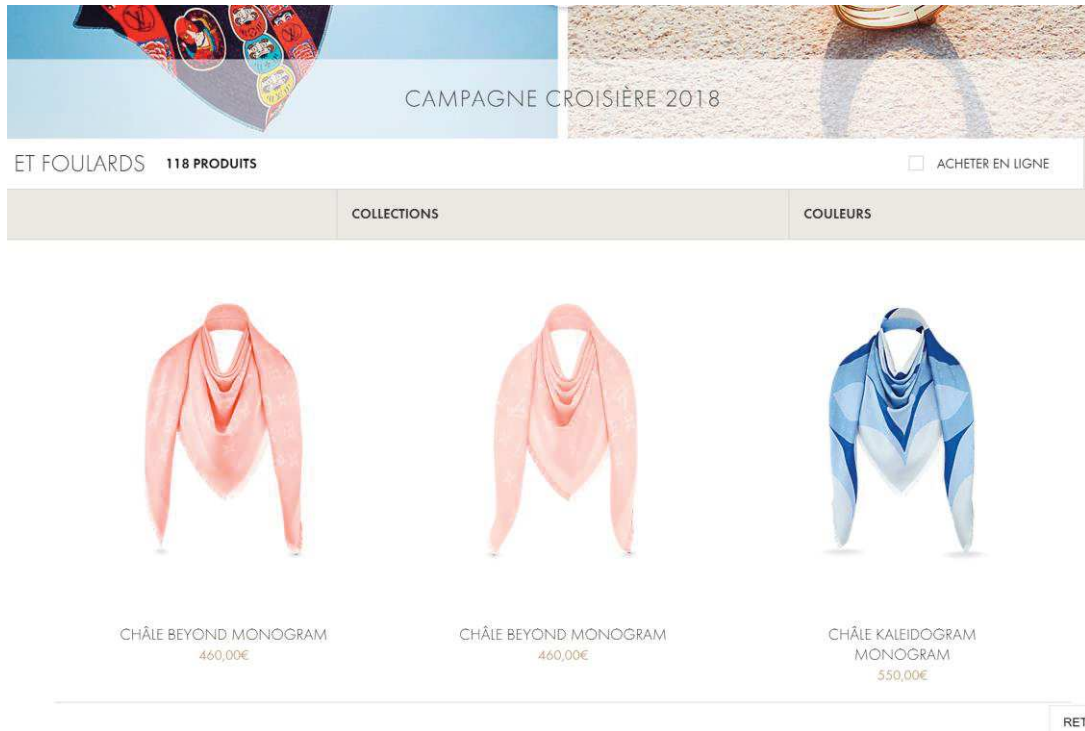 CAMPAGNE CROISIÈRE 2018
ET FOULARDS 118 PRODUITS
ACHETER EN LIGNE
COLLECTIONS
COULEURS
CHÂLE BEYOND MONOGRAM
460,00€
CHÂLE BEYOND MONOGRAM
460,00€
CHÂLE KALEIDOGRAM
MONOGRAM
550,00€
RET